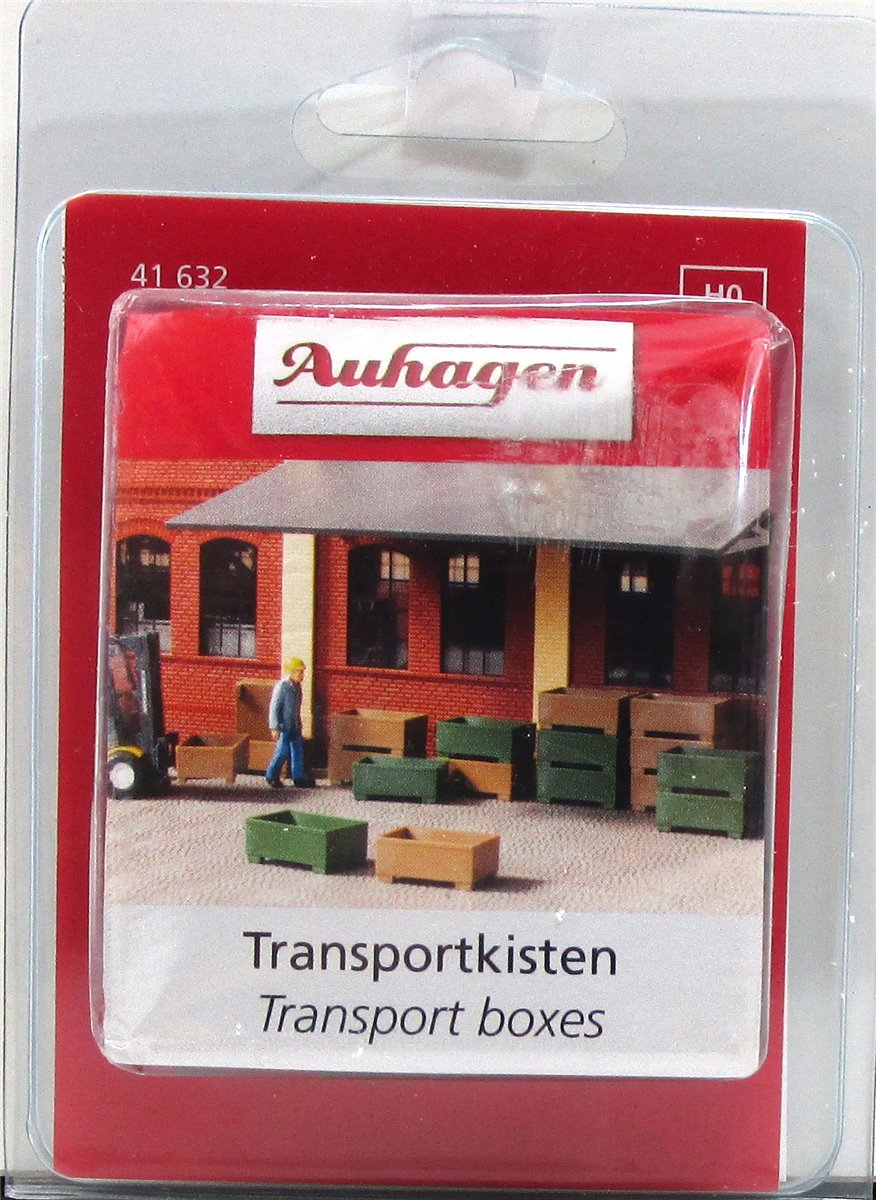 41 632
H0
Auhagen
Transportkisten
Transport boxes